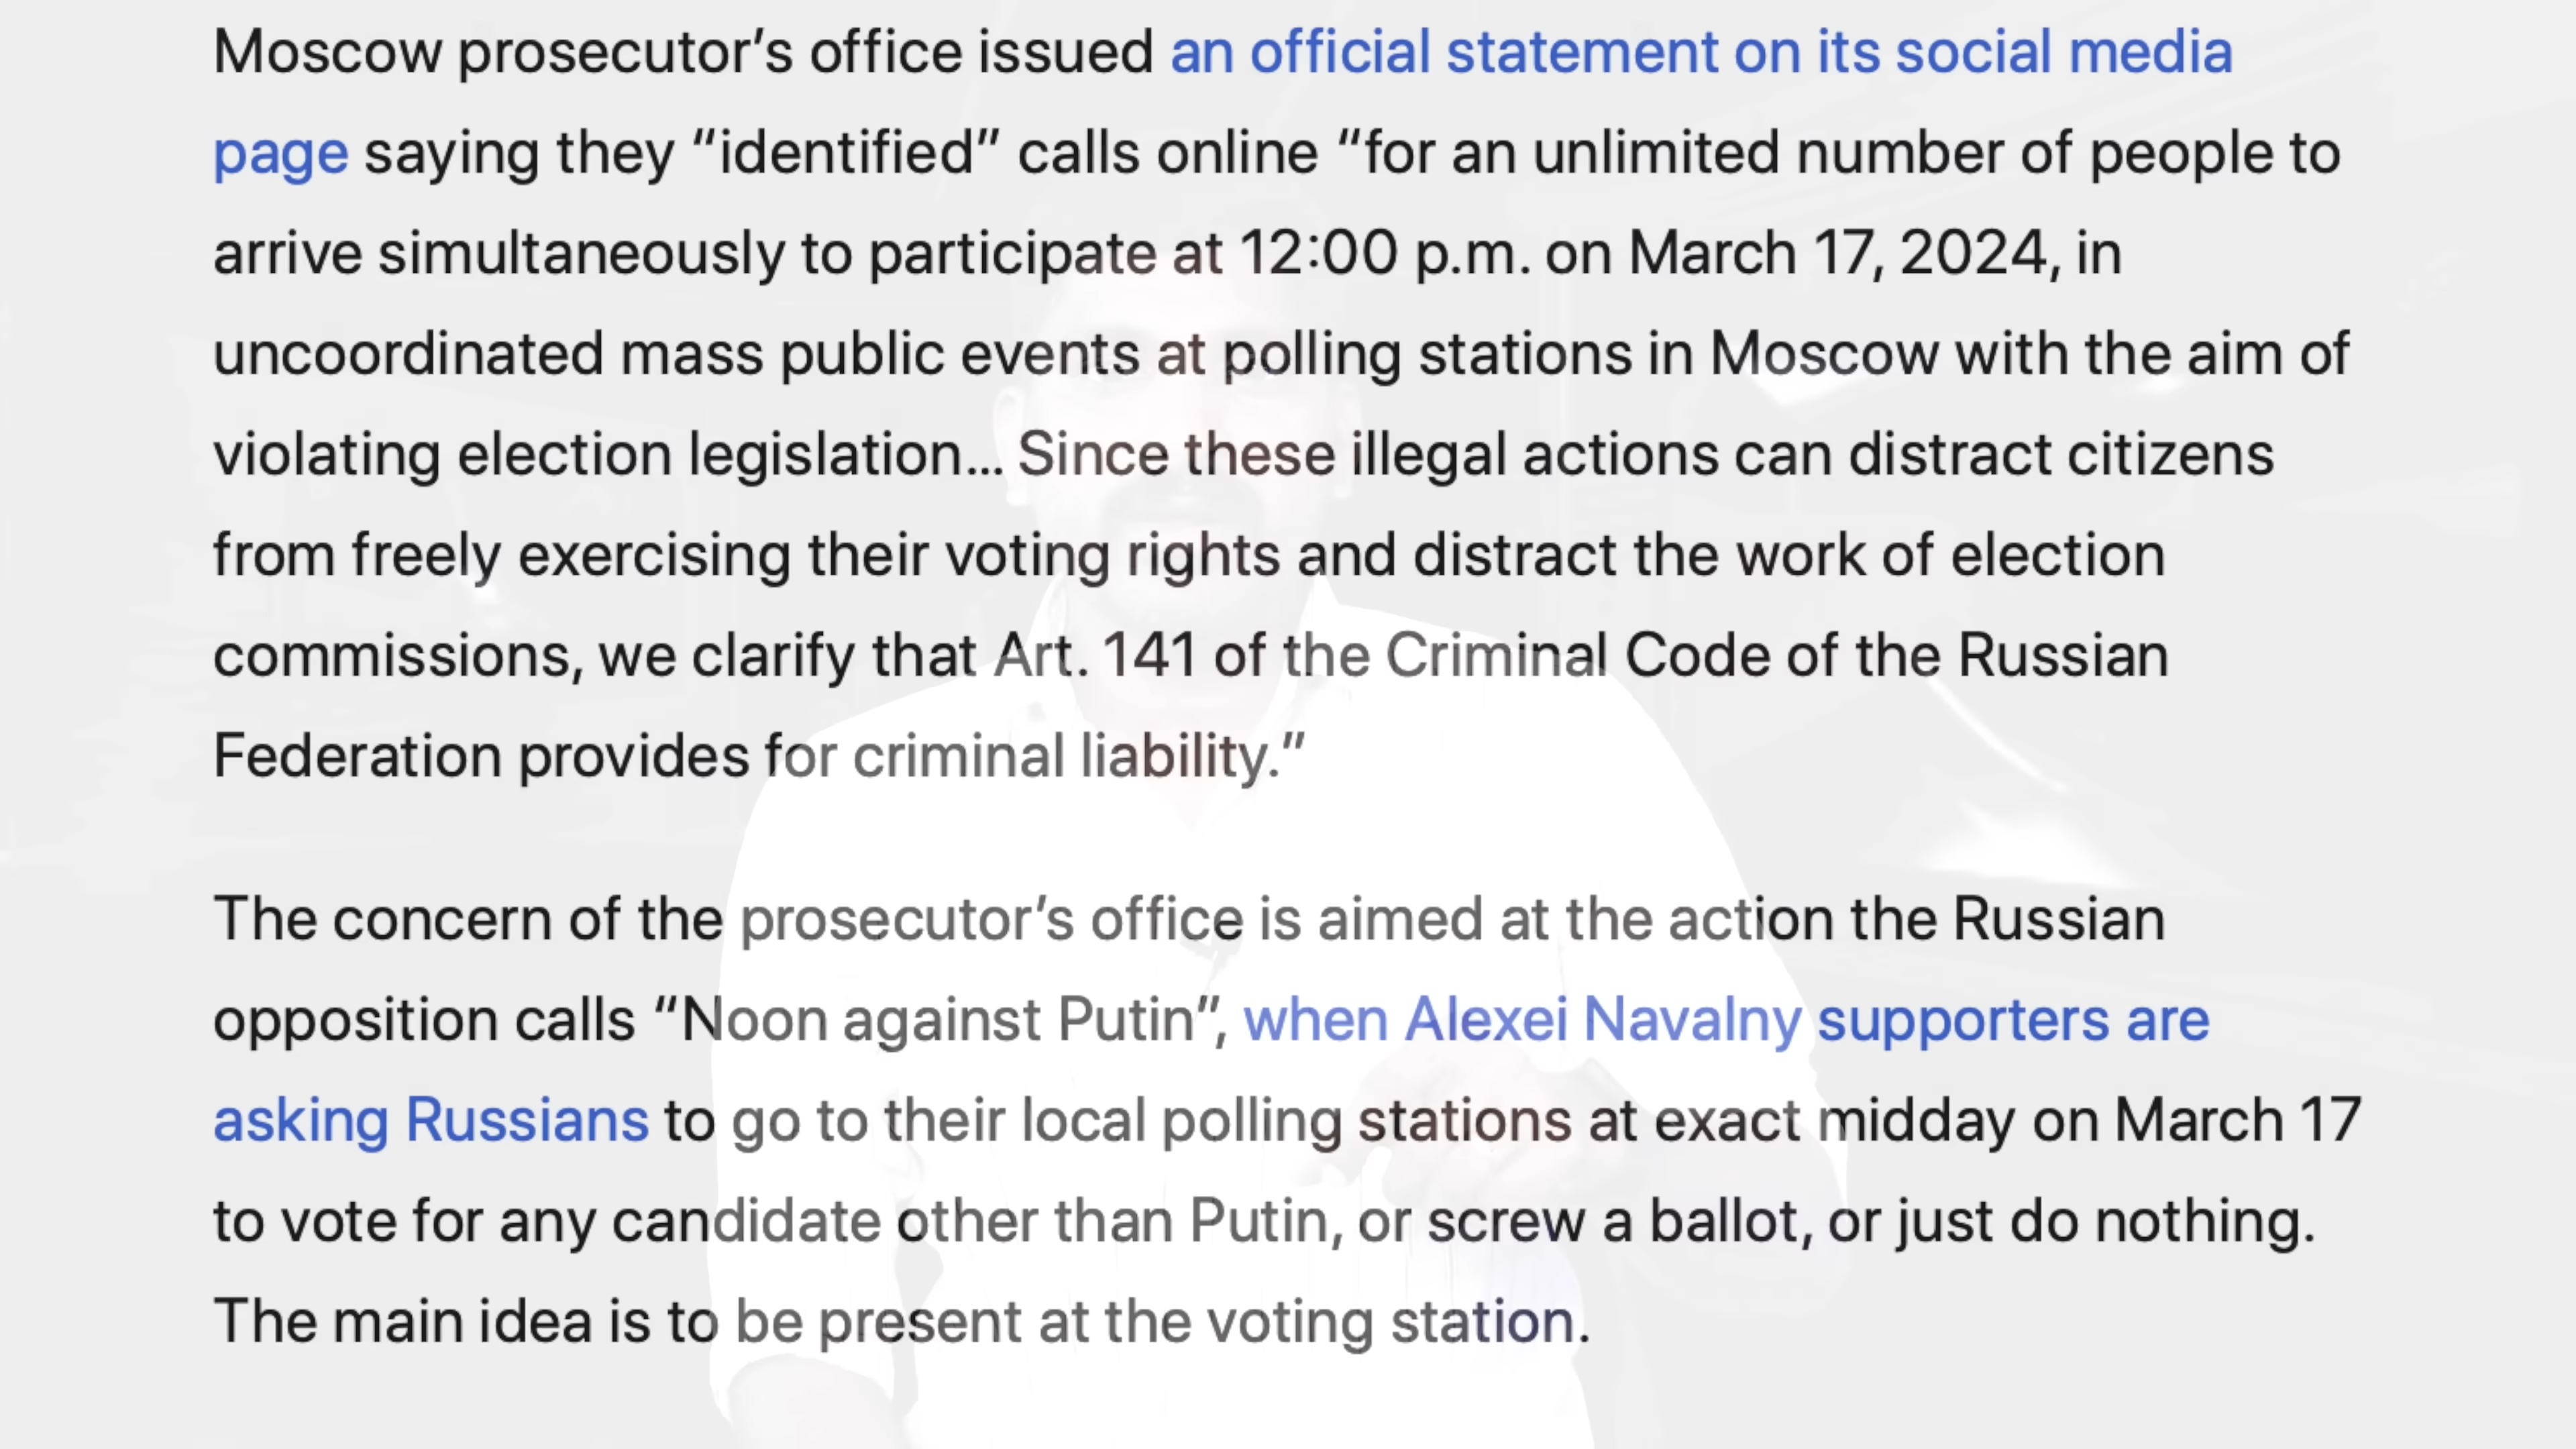 Moscow prosecutor’s office issued an official statement on its social media
page saying they “identified” calls online “for an unlimited number of people to
arrive simultaneously to participate at 12:00 p.m. on March 17, 2024, in
uncoordinated mass public events at polling stations in Moscow with the aim of
violating election legislation... Since these illegal actions can distract citizens
from freely exercising their voting rights and distract the work of election
commissions, we clarify that Art. 141 of the Criminal Code of the Russian
Federation provides for criminal liability.”
The concern of the prosecutor’s office is aimed at the action the Russian
opposition calls “Noon against Putin”, when Alexei Navalny supporters are
asking Russians to go to their local polling stations at exact midday on March 17
to vote for any candidate other than Putin, or screw a ballot, or just do nothing.
The main idea is to be present at the voting station.